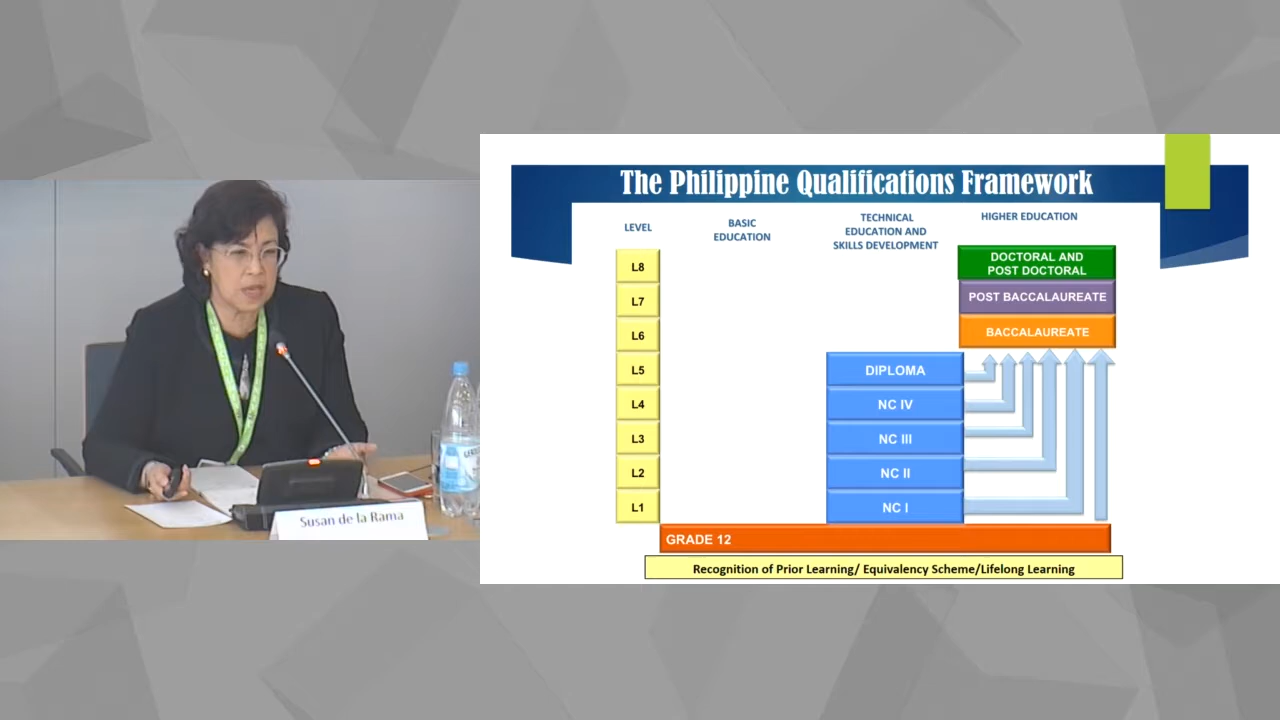 The Philippine Qualifications Framework
LEVEL
BASIC
EDUCATION
TECHNICAL
EDUCATION AND
SKILLS DEVELOPMENT
HIGHER EDUCATION
L8
DOCTORAL AND
POST DOCTORAL
L7
POST BACCALAUREATE
L6
BACCALAUREATE
L5
DIPLOMA
L4
NC IV
L3
NC III
L2
NC II
L1
NC I
GRADE 12
Recognition of Prior Learning/ Equivalency Scheme/Lifelong Learning
Susan de la Rama